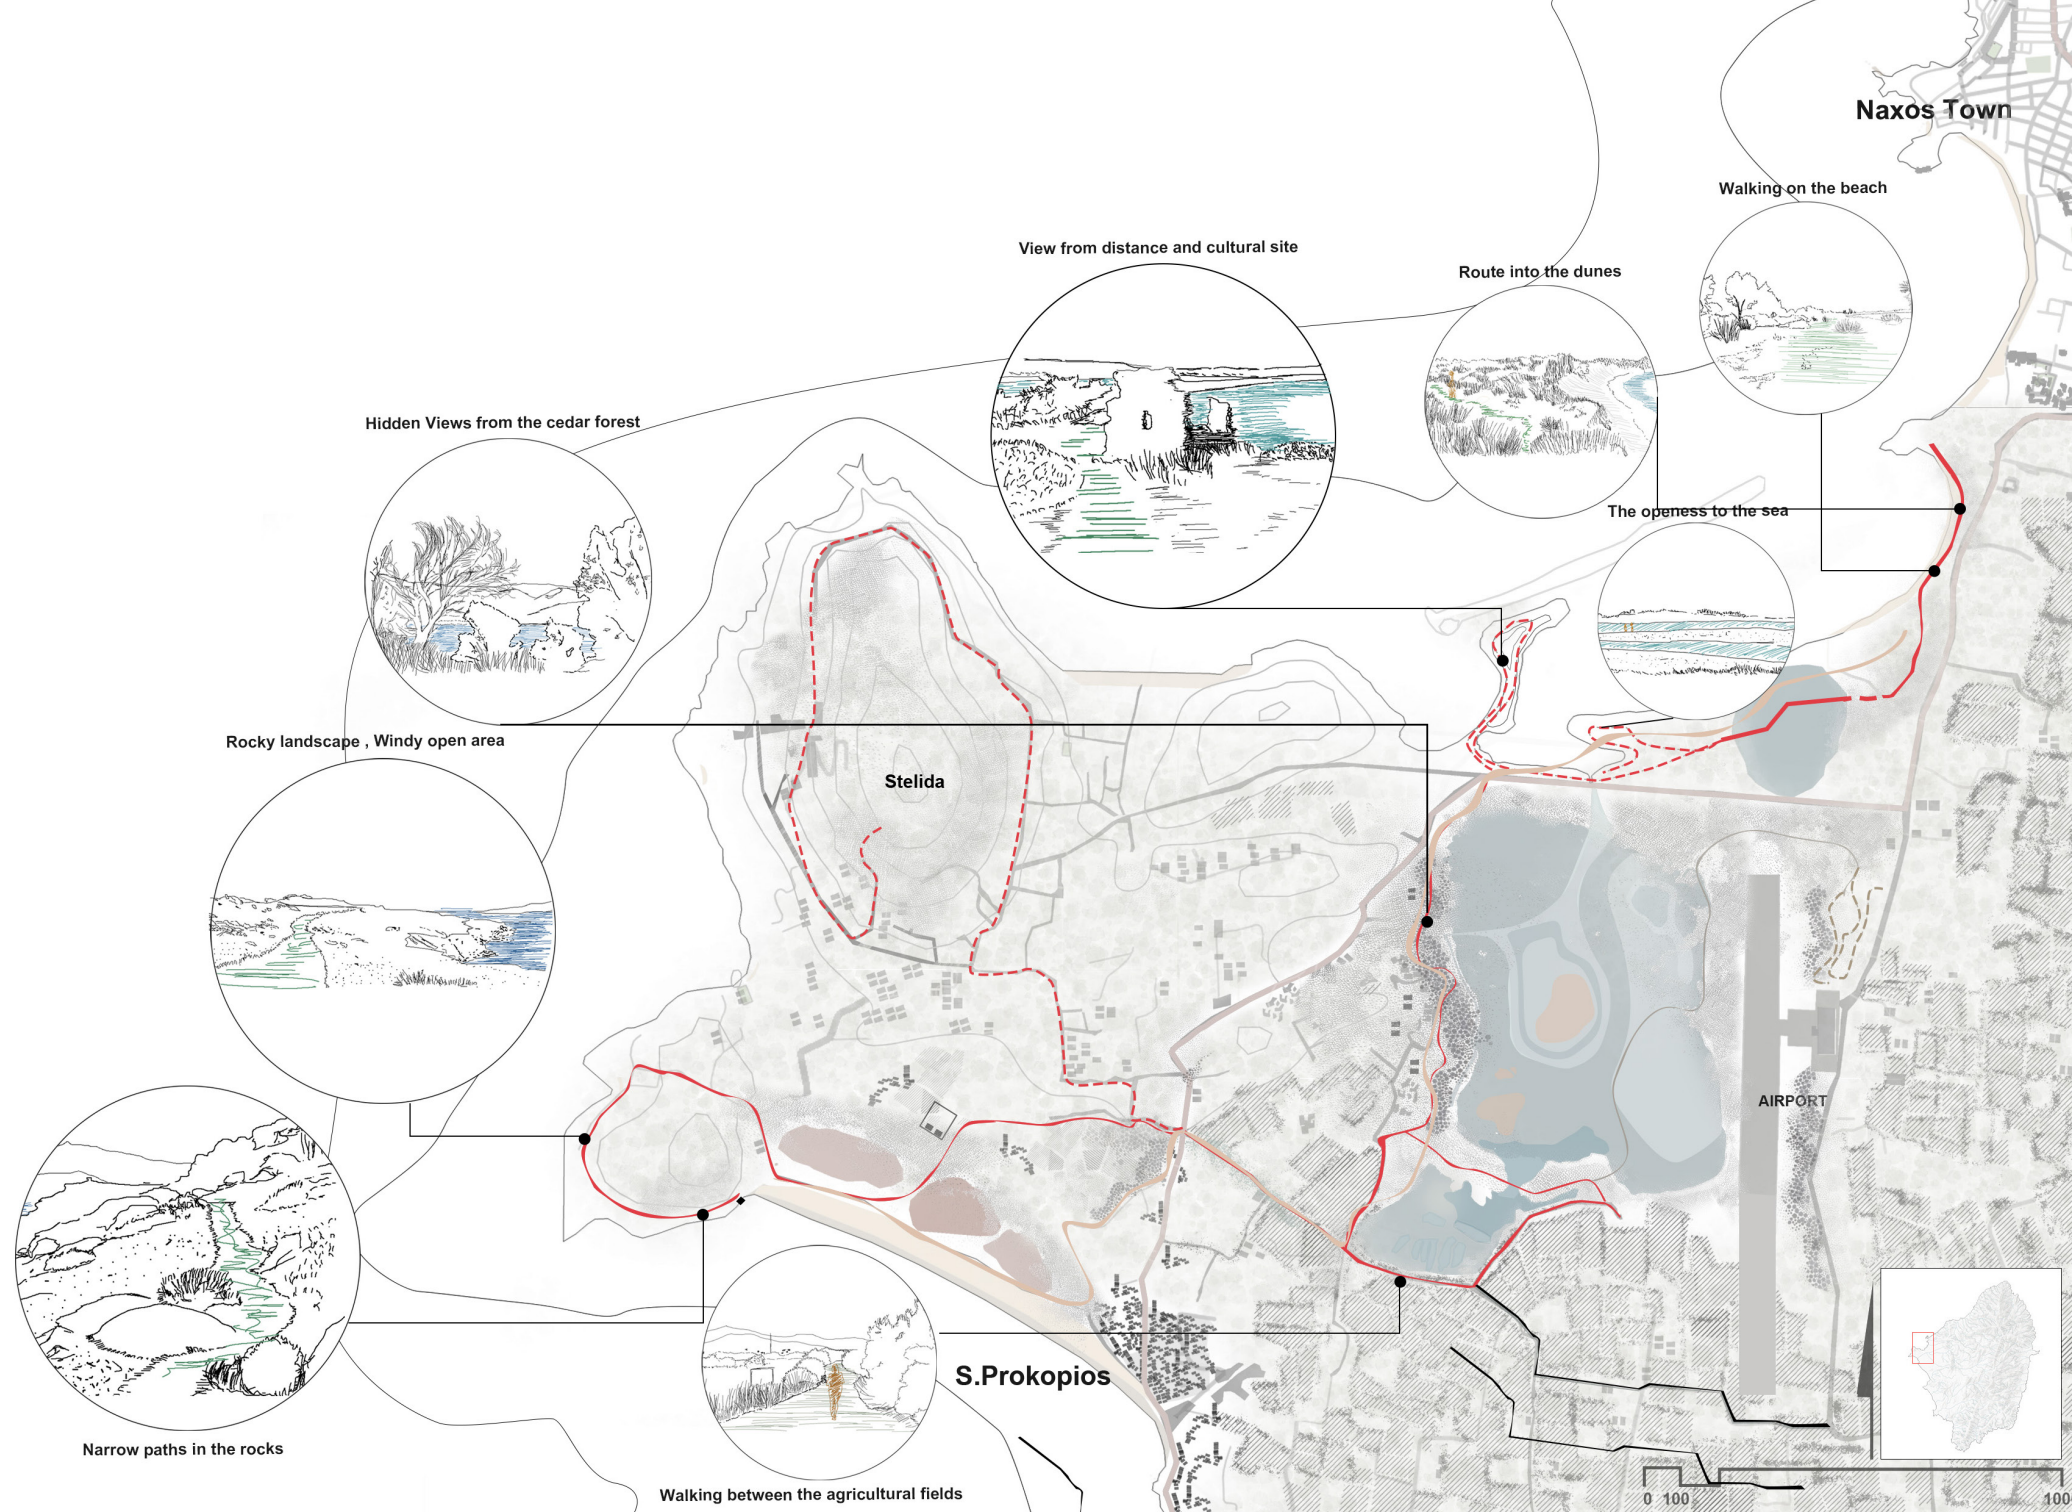 Naxos Town
Walking on the beach
View from distance and cultural site
Route into the dunes
Hidden Views from the cedar forest
The openess to the sea
Rocky landscape , Windy open area
Stelida
AIRPORT
S.Prokopios
Narrow paths in the rocks
Walking between the agricultural fields
0 100